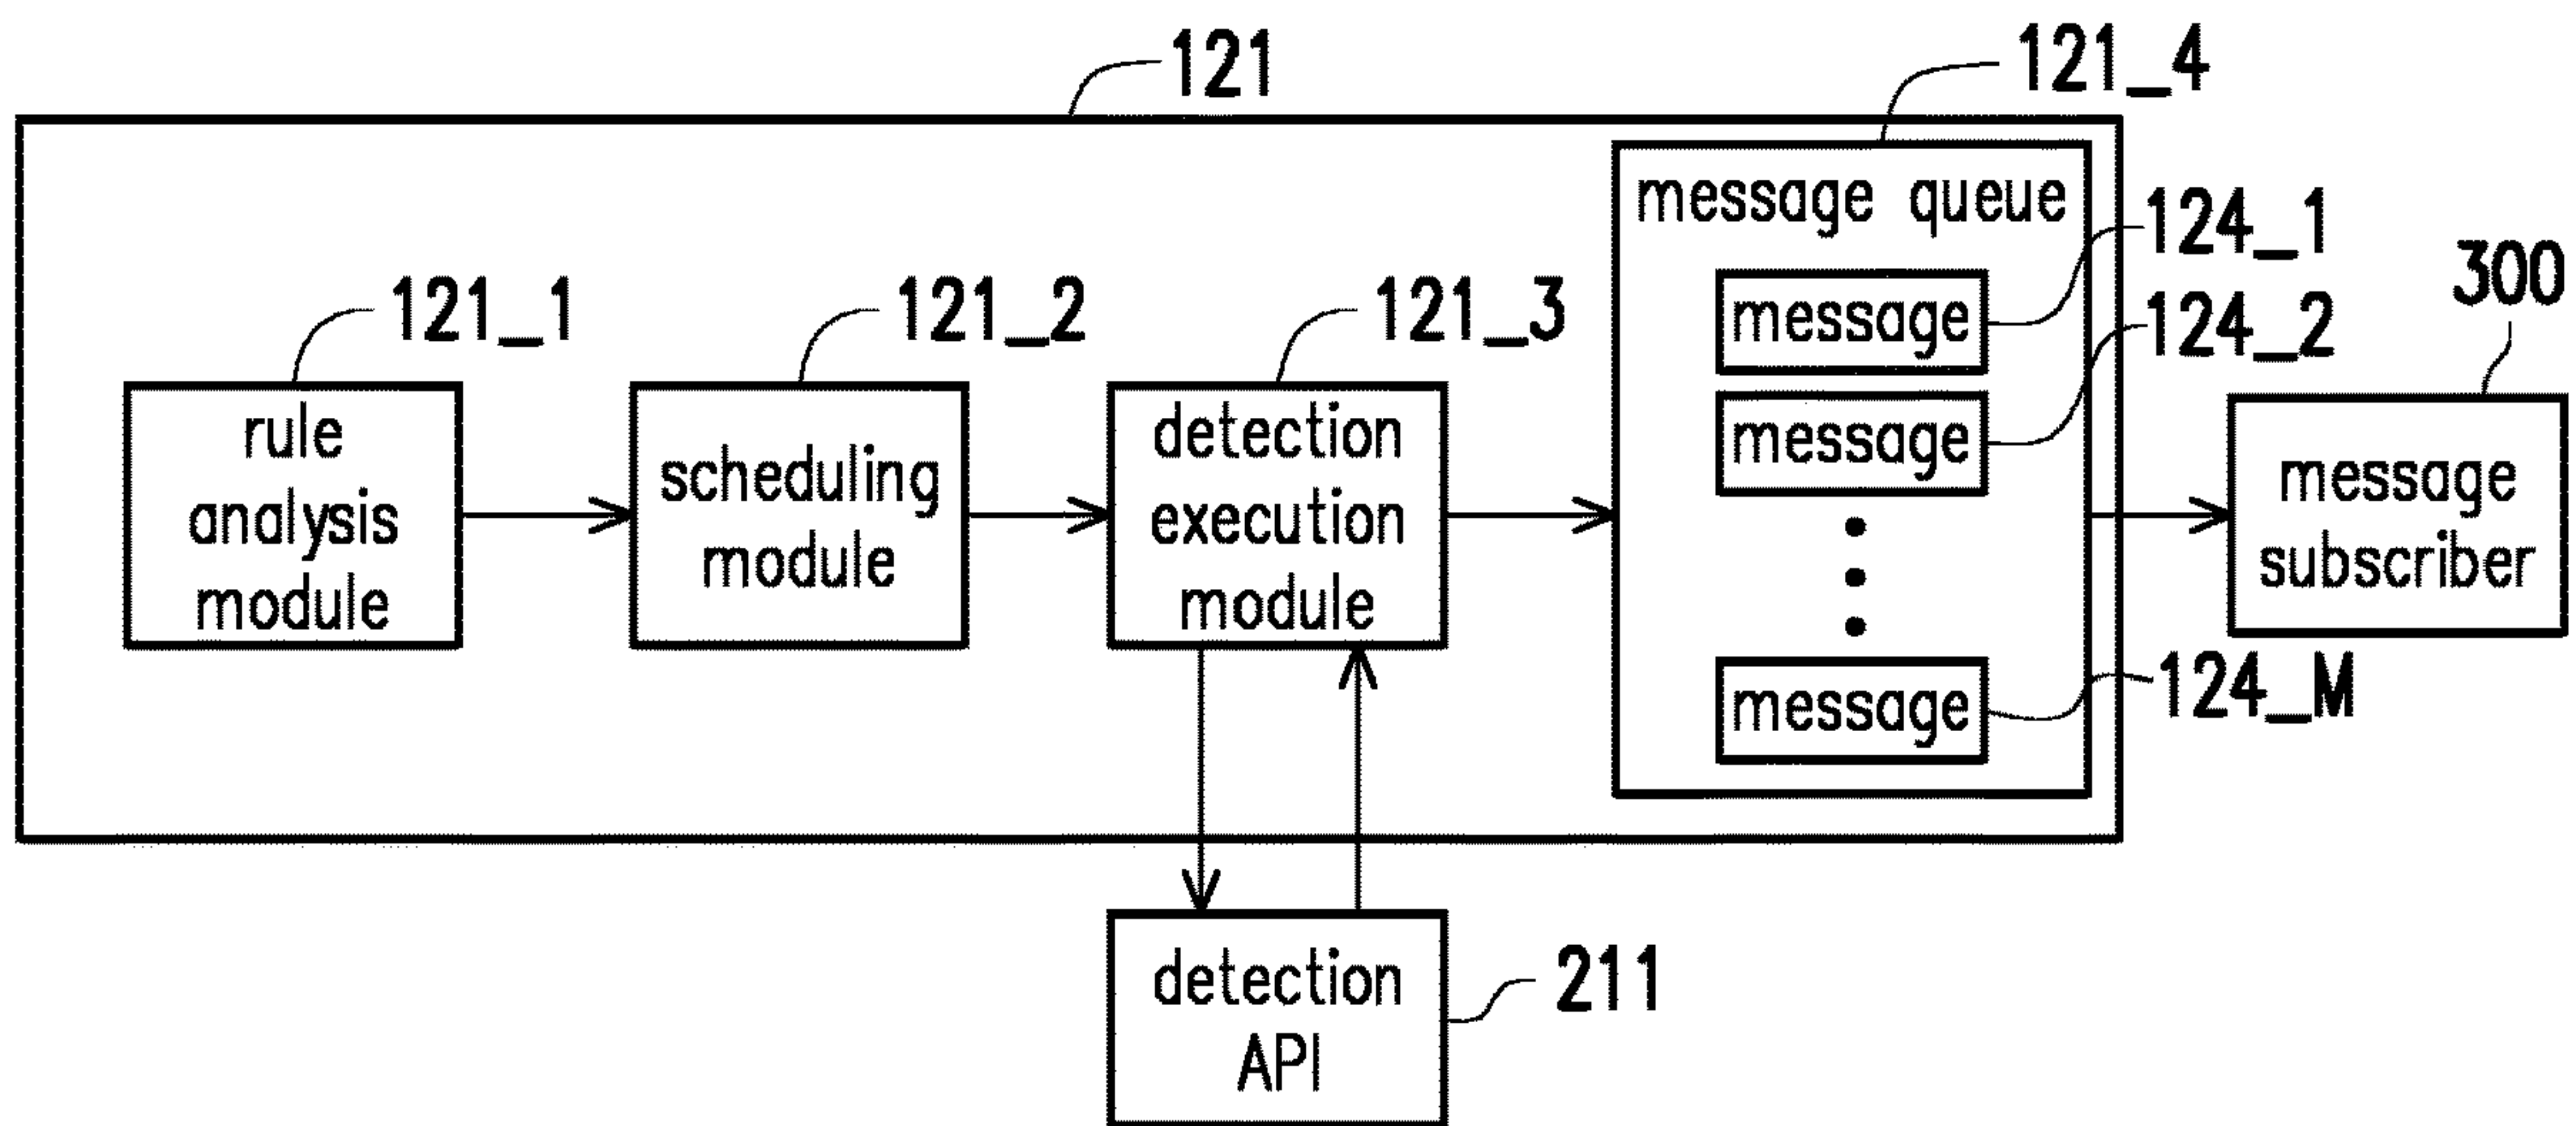 121
121_4
message queue
124_1
300
121_1
121_2
121_3
message
124_2
rule
analysis
module
scheduling
module
detection
execution
module
message
message
subscriber
message
124_M
detection
API
211